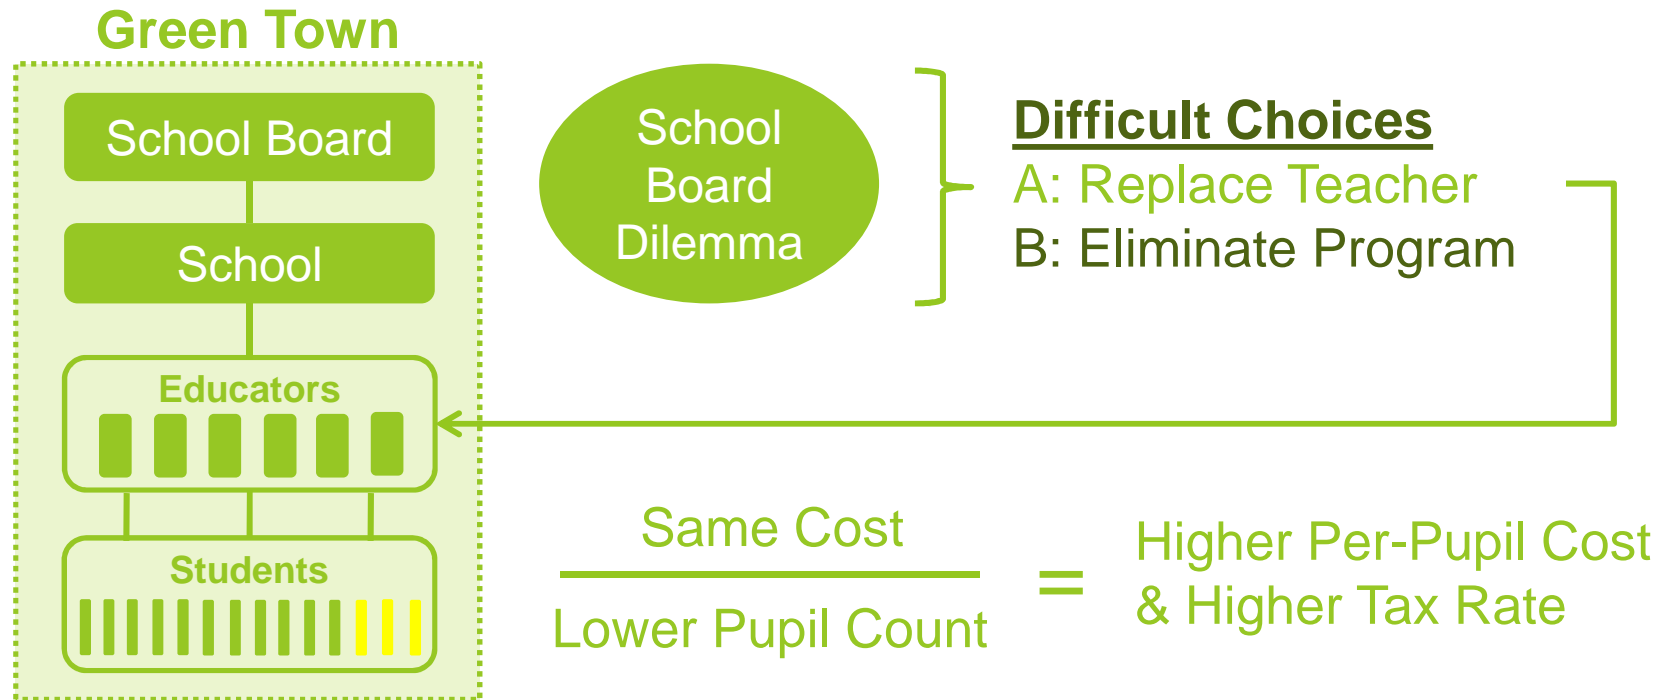 Green Town
School Board
School
Educators
Students
School
Board
Dilemma
Difficult Choices
A: Replace Teacher
B: Eliminate Program
Same Cost
Lower Pupil Count
=
Higher Per-Pupil Cost
& Higher Tax Rate